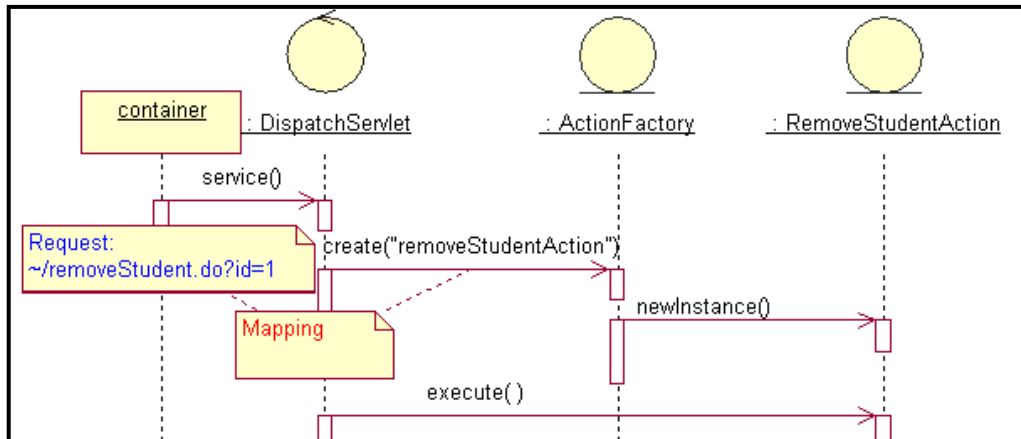 container
: DispatchServlet
: ActionFactory
: RemoveStudentAction
service()
Request:
~/removeStudent.do?id=1
create("removeStudentAction")
Mapping
newInstance()
execute( )